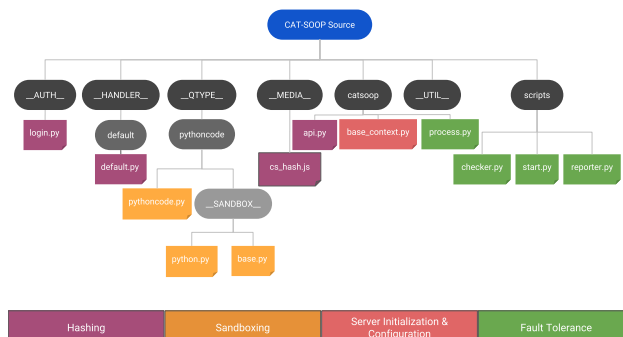 CAT-SOOP Source
__AUTH__
__HANDLER__
__QTYPE__
__MEDIA__
catsoop
__UTIL__
scripts
login.py
default
pythoncode
api.py
base_context.py
process.py
default.py
cs_hash.js
checker.py
start.py
reporter.py
pythoncode.py
__SANDBOX__
python.py
base.py
Hashing
Sandboxing
Server Initialization &
Configuration
Fault Tolerance